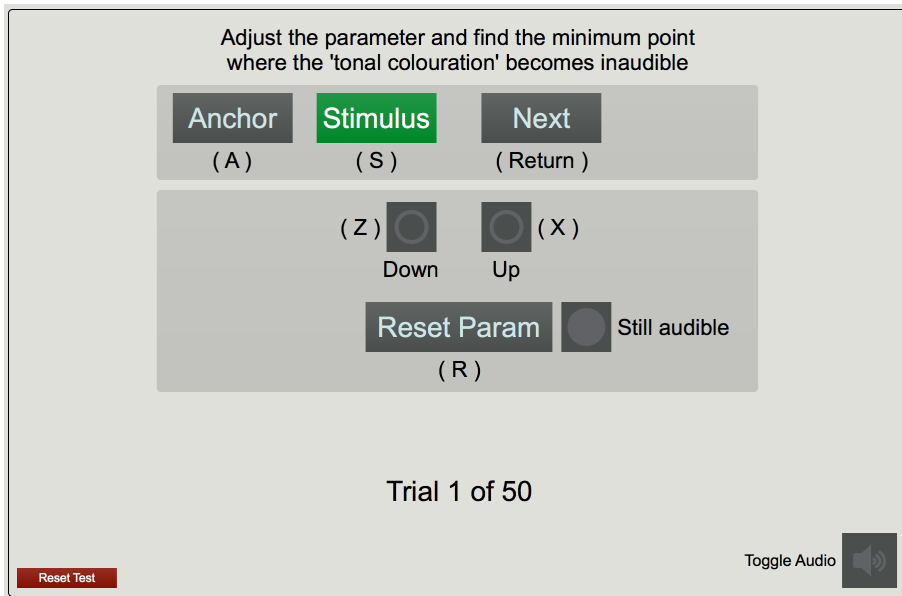 Adjust the parameter and find the minimum point
where the 'tonal colouration' becomes inaudible
Anchor Stimulus Next
( A ) ( S ) ( Return )
( Z ) ( X )
Down Up
Reset Param Still audible
( R )
Trial 1 of 50
Toggle Audio
Reset Test